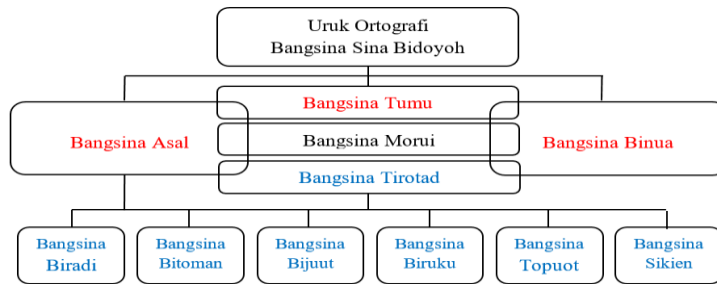 Uruk Ortografi
Bangsina Sina Bidoyoh
Bangsina Tumu
Bangsina Asal
Bangsina Morui
Bangsina Binua
Bangsina Tirotad
Bangsina
Biradi
Bangsina
Bitoman
Bangsina
Bijuut
Bangsina
Biruku
Bangsina
Topuot
Bangsina
Sikien